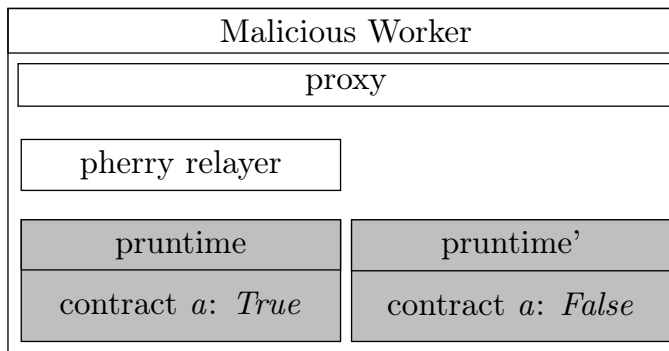 Malicious Worker
proxy
pherry relayer
pruntime
pruntime’
contract a: True
contract a: False